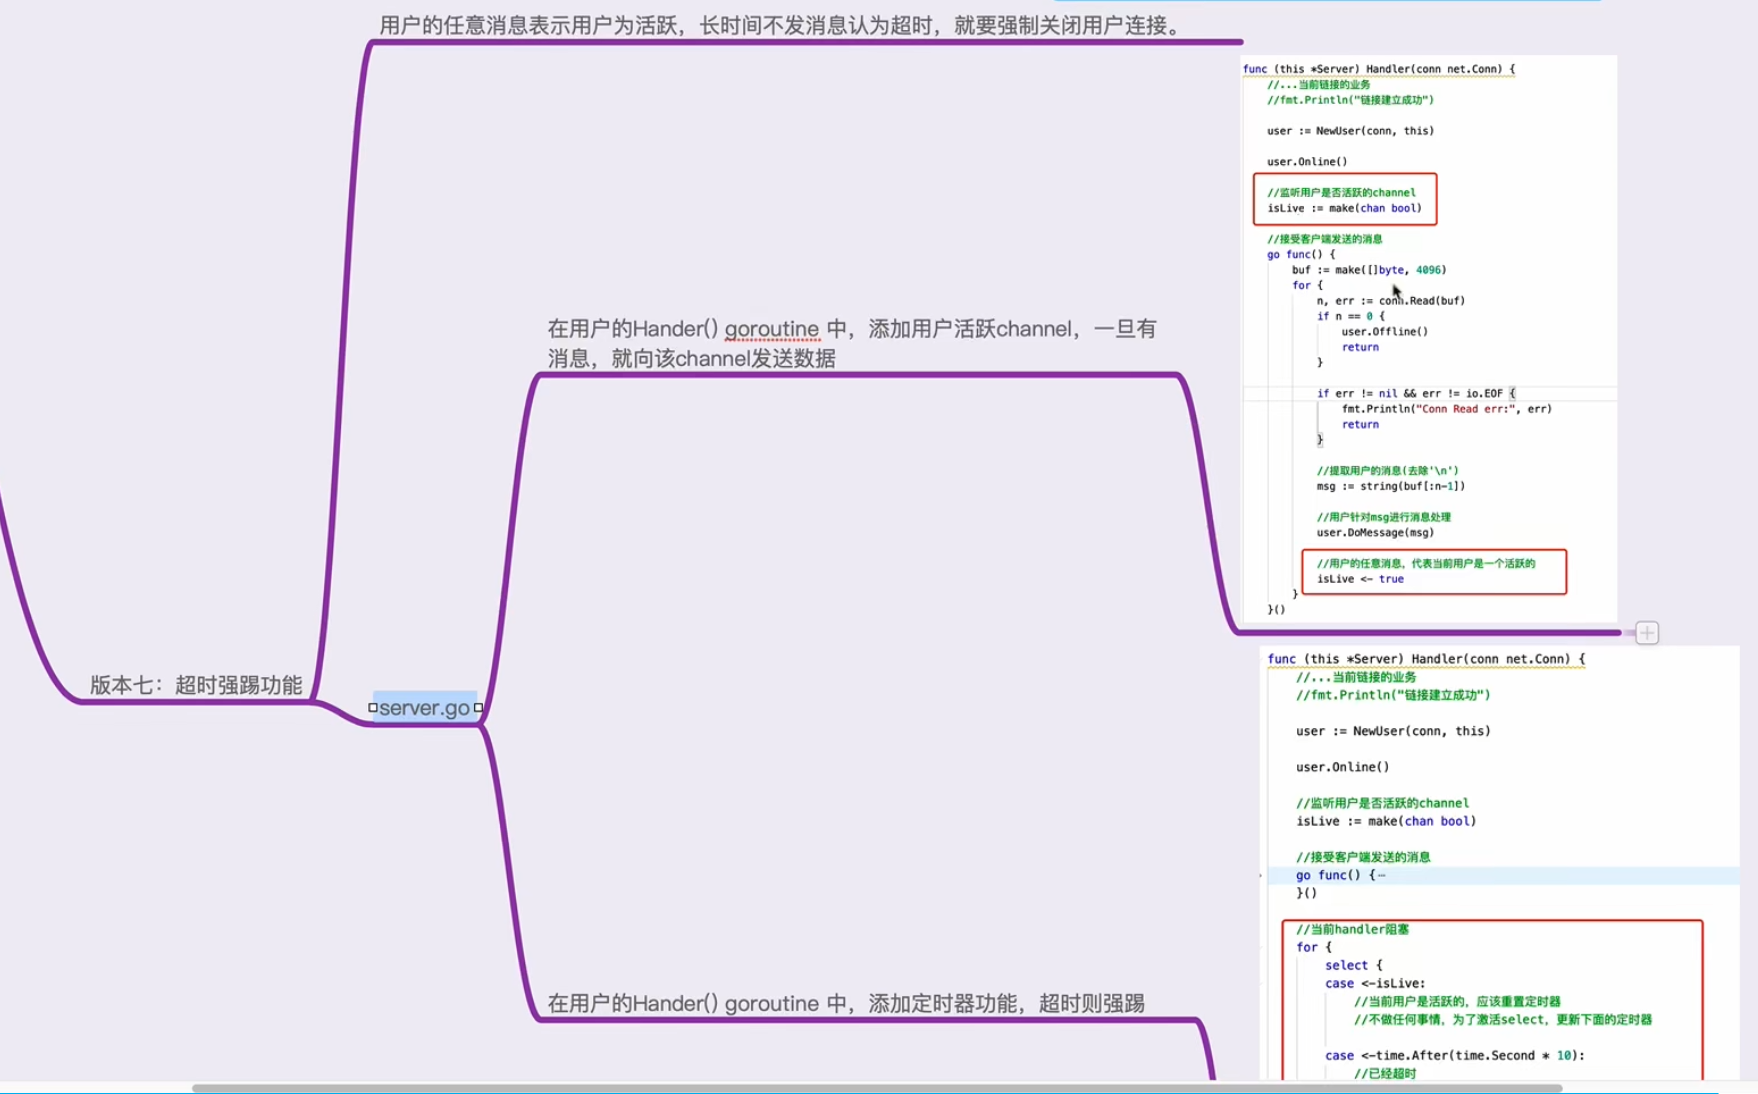 用户的任意消息表示用户为活跃，长时间不发消息认为超时，就要强制关闭用户连接。
func (this *Server) Handler(conn net.Conn) {
//...当前链接的业务
//fmt.Println("链接建立成功")
user := NewUser(conn, this)
user.Online()
//监听用户是否活跃的channel
isLive := make(chan bool)
//接受客户端发送的消息
go func() {
buf := make([]byte, 4096)
for {
n, err := conn.Read(buf)
if n == 0 {
user.Offline()
return
}
if err != nil && err != io.EOF {
fmt.Println("Conn Read err:", err)
return
}
//提取用户的消息(去除'\n')
msg := string(buf[:n-1])
//用户针对msg进行消息处理
user.DoMessage(msg)
//用户的任意消息，代表当前用户是一个活跃的
isLive <- true
}
}()
在用户的Hander() goroutine 中，添加用户活跃channel，一旦有
消息，就向该channel发送数据
版本七：超时强踢功能
server.go
func (this *Server) Handler(conn net.Conn) {
//...当前链接的业务
//fmt.Println("链接建立成功")
user := NewUser(conn, this)
user.Online()
//监听用户是否活跃的channel
isLive := make(chan bool)
//接受客户端发送的消息
go func() {…
}()
//当前handler阻塞
for {
select {
case <-isLive:
//当前用户是活跃的，应该重置定时器
//不做任何事情，为了激活select，更新下面的定时器
case <-time.After(time.Second * 10):
//已经超时
在用户的Hander() goroutine 中，添加定时器功能，超时则强踢